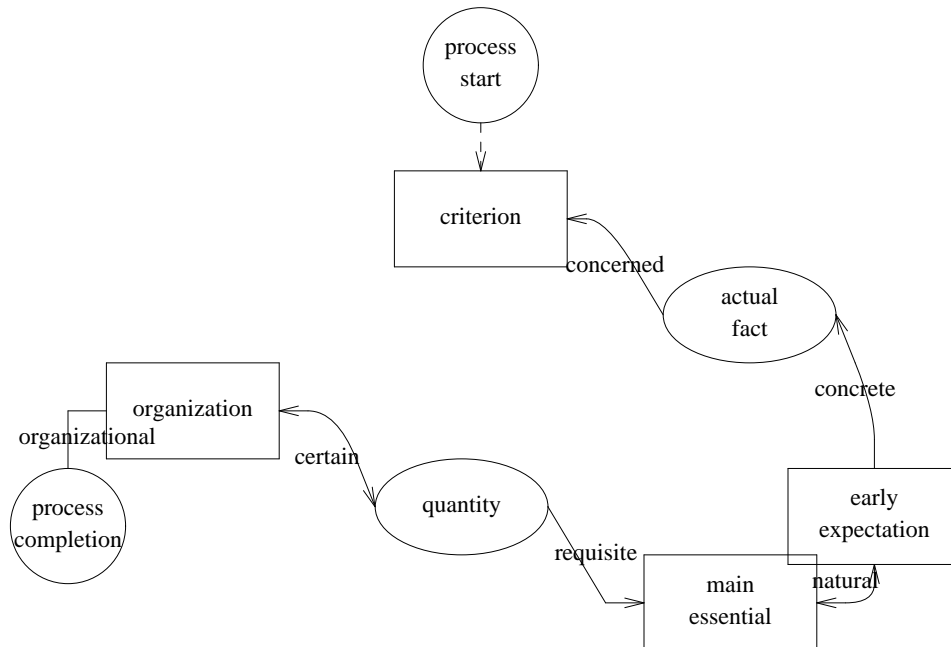 process
start
criterion
concerned
actual
fact
concrete
organization
organizational
certain
process
completion
quantity
requisite
early
expectation
main
essential
natural